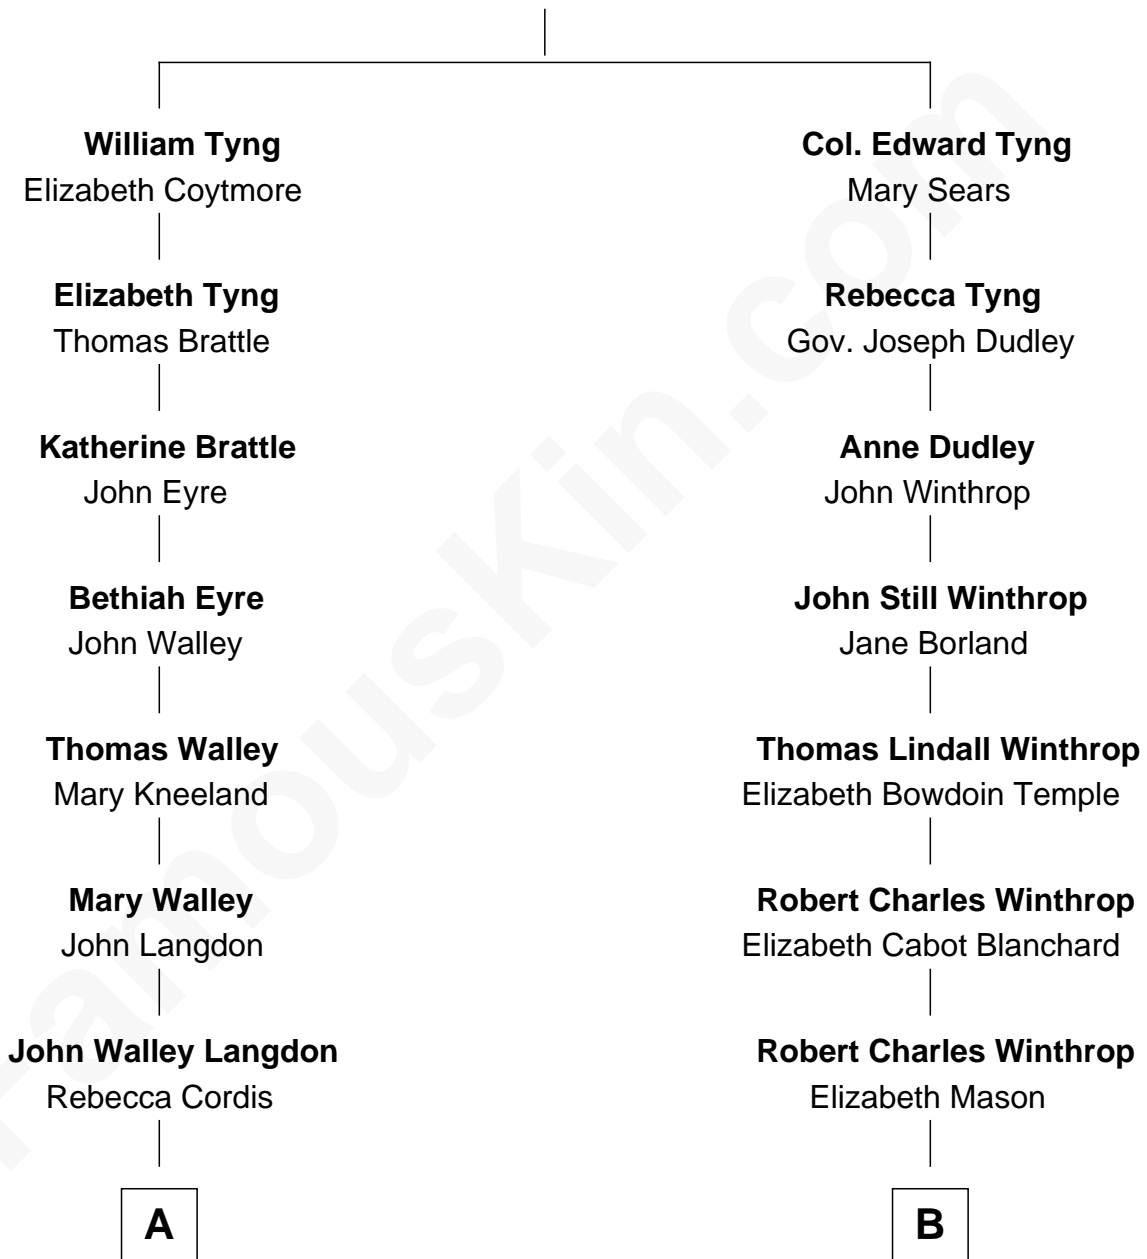 William Tyng
Elizabeth Coytmore
Elizabeth Tyng
Thomas Brattle
Katherine Brattle
John Eyre
Bethiah Eyre
John Walley
Thomas Walley
Mary Kneeland
Mary Walley
John Langdon
John Walley Langdon
Rebecca Cordis
A
Col. Edward Tyng
Mary Sears
Rebecca Tyng
Gov. Joseph Dudley
Anne Dudley
John Winthrop
John Still Winthrop
Jane Borland
Thomas Lindall Winthrop
Elizabeth Bowdoin Temple
Robert Charles Winthrop
Elizabeth Cabot Blanchard
Robert Charles Winthrop
Elizabeth Mason
B
FamousKin.com